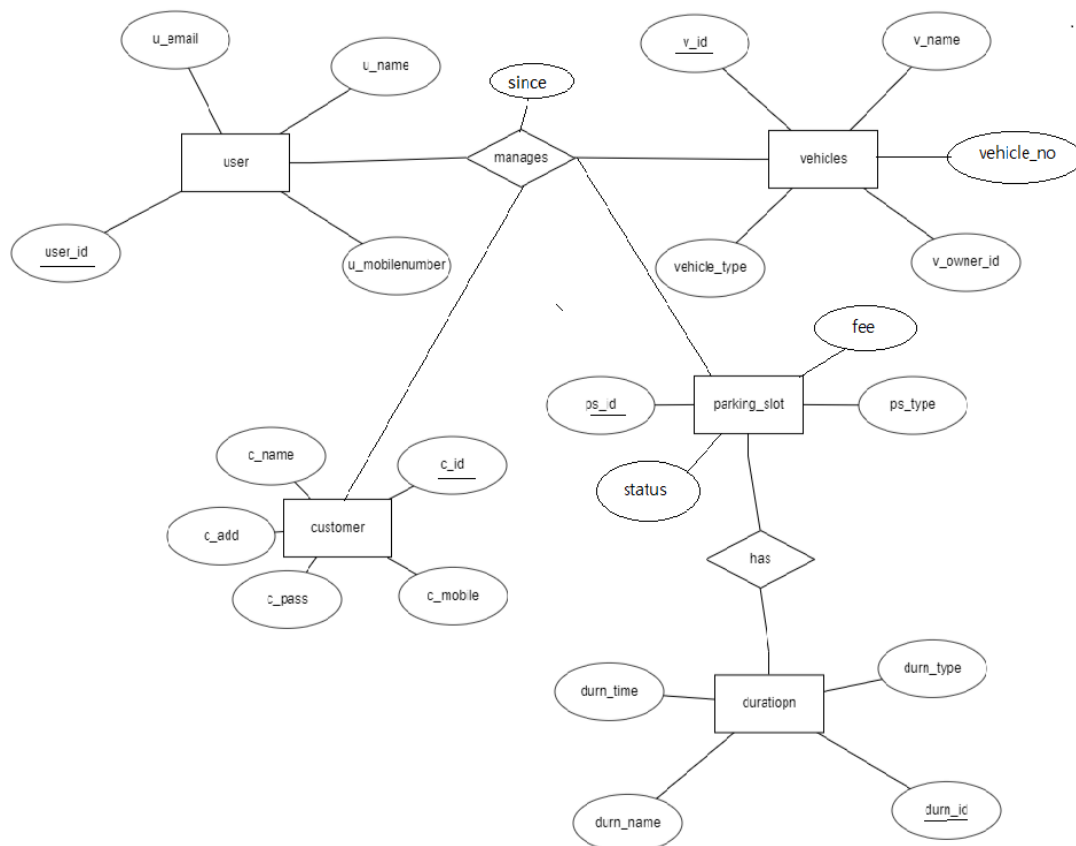 u_email
u_name
since
v_id
v_name
user
manages
vehicles
vehicle_no
user_id
u_mobilenumber
vehicle_type
v_owner_id
fee
ps_id
parking_slot
ps_type
c_name
c_id
status
c_add
customer
has
c_pass
c_mobile
durn_time
durn_type
duratiopn
durn_name
durn_id